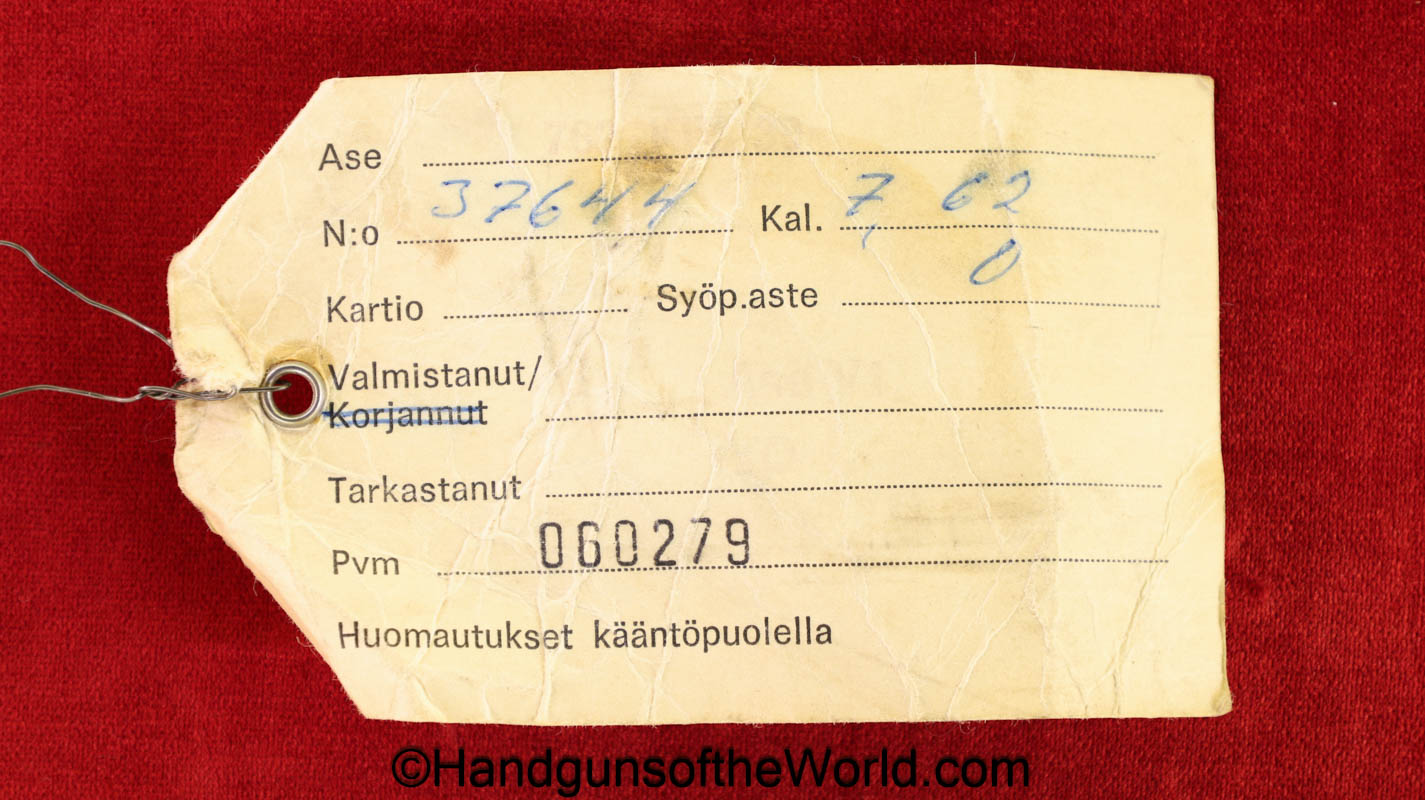 Ase
N:o 37644 Kal. 7,62
Kartio Syöp.aste 0
Valmistanut/
Korjannut
Tarkastanut
Pvm 060279
Huomautukset kääntöpuolella
©HandgunsoftheWorld.com